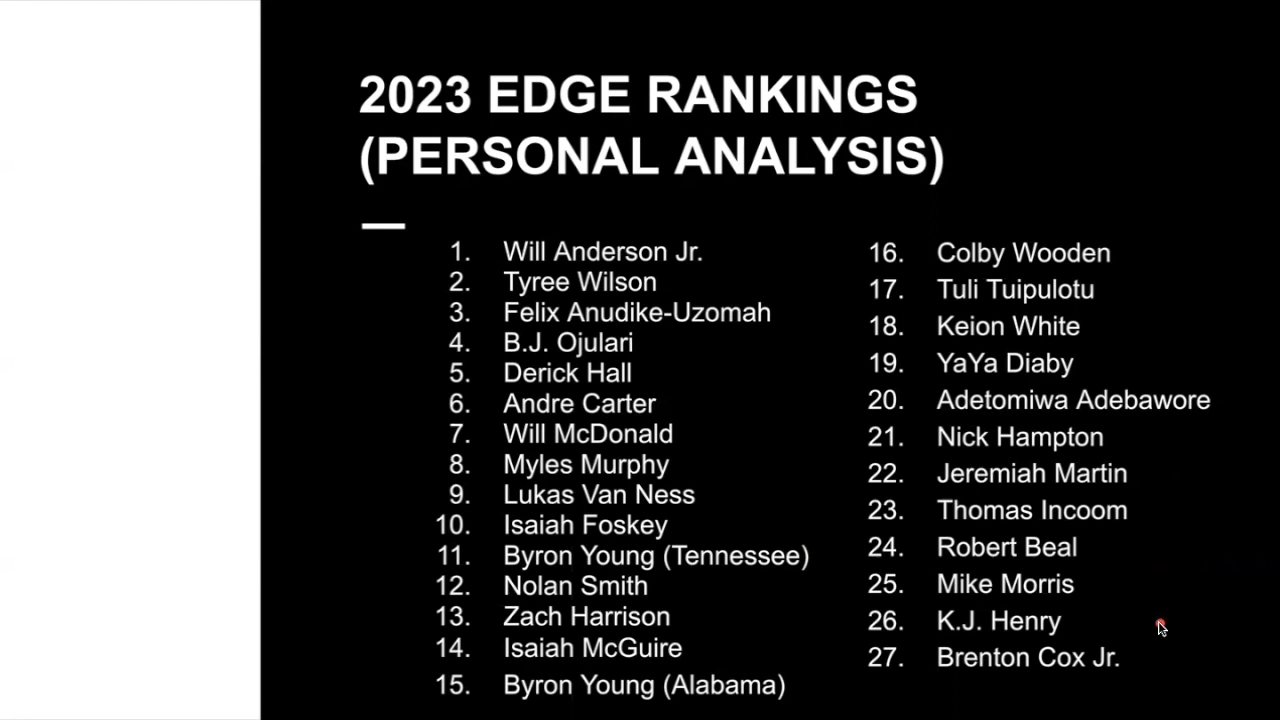 2023 EDGE RANKINGS
(PERSONAL ANALYSIS)
1. Will Anderson Jr.
2. Tyree Wilson
3. Felix Anudike-Uzomah
4. B.J. Ojulari
5. Derick Hall
6. Andre Carter
7. Will McDonald
8. Myles Murphy
9. Lukas Van Ness
10. Isaiah Foskey
11. Byron Young (Tennessee)
12. Nolan Smith
13. Zach Harrison
14. Isaiah McGuire
15. Byron Young (Alabama)
16. Colby Wooden
17. Tuli Tuipulotu
18. Keion White
19. YaYa Diaby
20. Adetomiwa Adebawore
21. Nick Hampton
22. Jeremiah Martin
23. Thomas Incoom
24. Robert Beal
25. Mike Morris
26. K.J. Henry
27. Brenton Cox Jr.